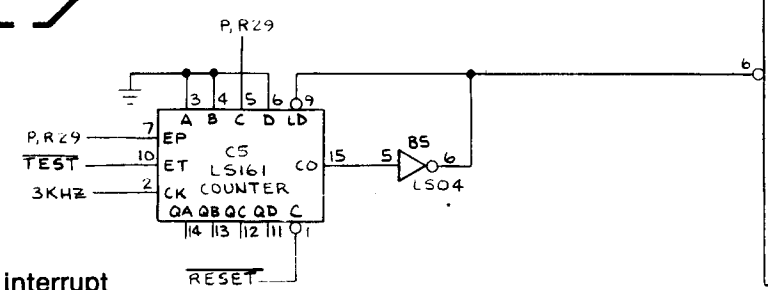 P,R29
3 4 5 6 9
A B C D LD
6
P,R29 7 EP
C5
TEST 10 ET LS161 CO 15 5 B5 6
3KHZ 2 CK COUNTER LS04
QA QB QC QD C
14 13 12 11 1
interrupt RESET